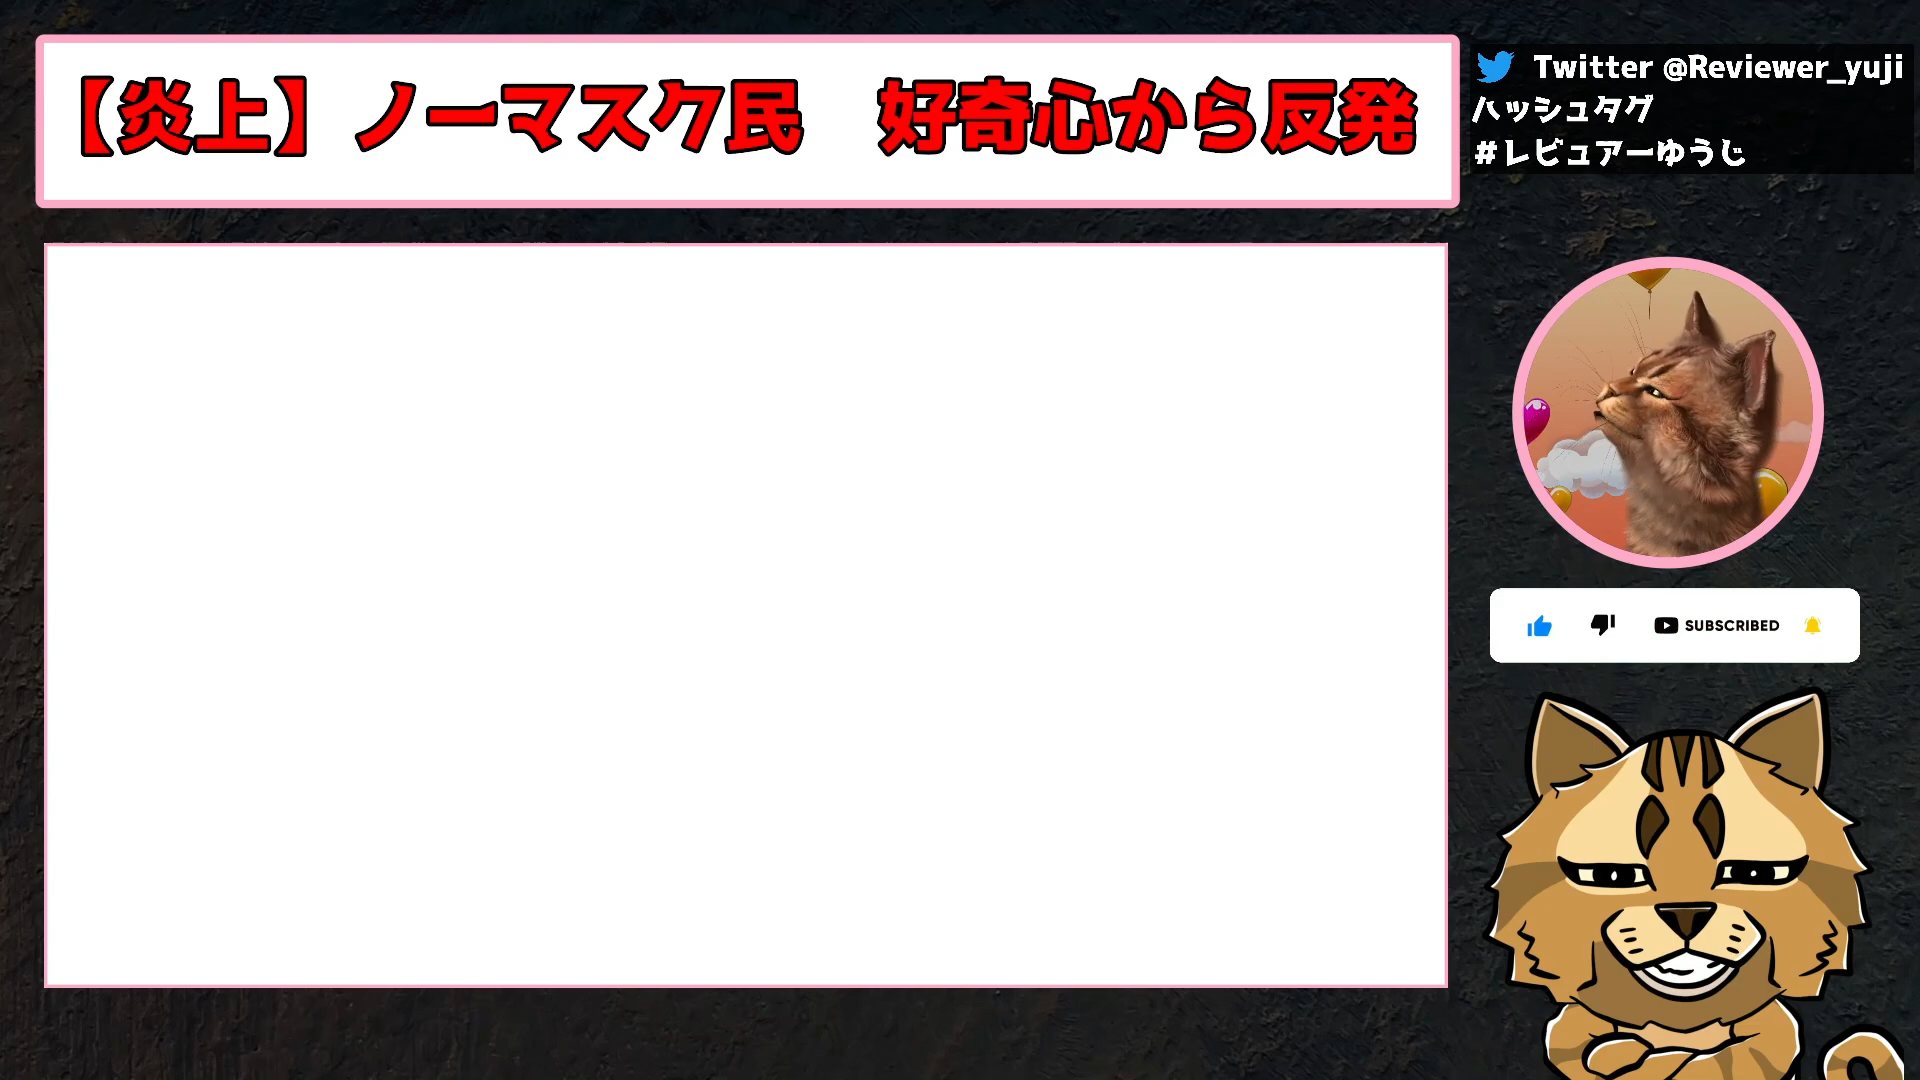 【炎上】ノーマスク民　好奇心から反発
Twitter @Reviewer_yuji
ハッシュタグ
#レビュアーゆうじ
SUBSCRIBED